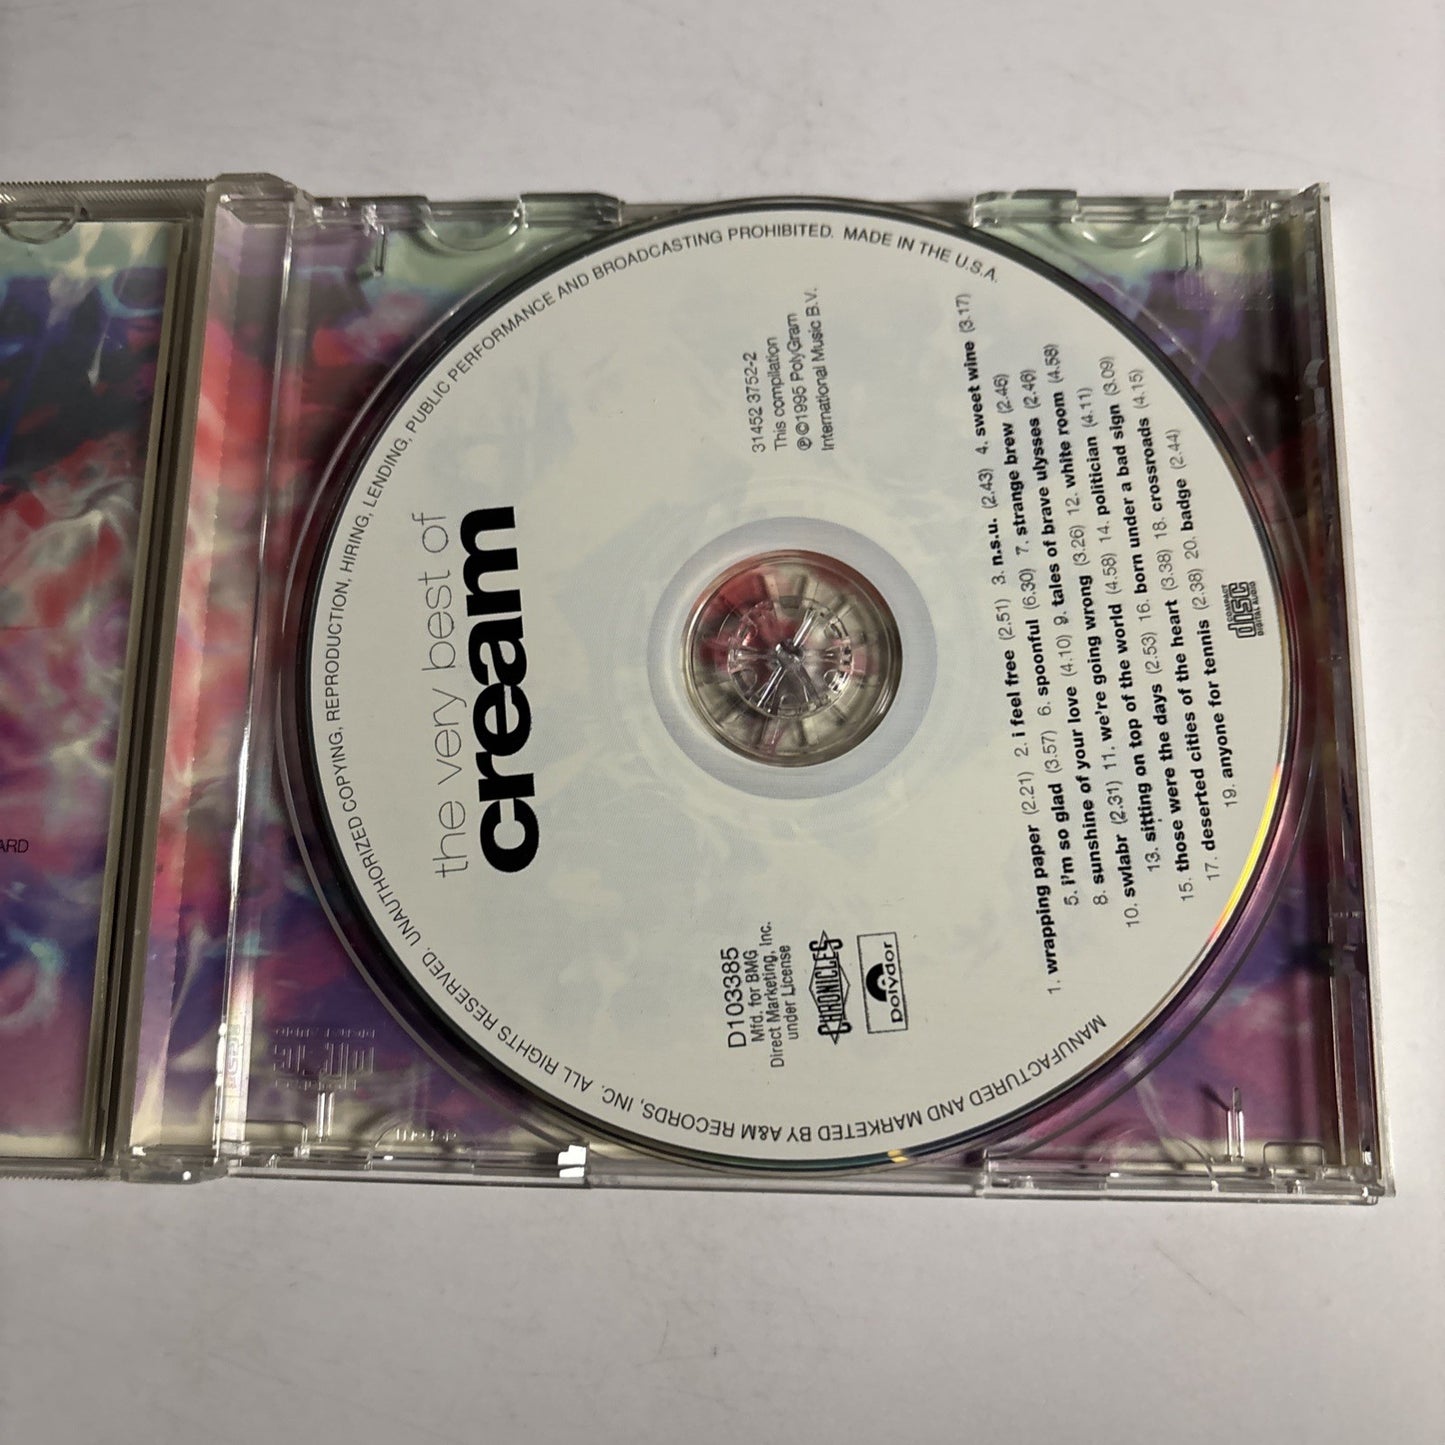 the very best of
cream
D103385
Mfd. for BMG
Direct Marketing, Inc.
under License
CHRONICLES
polydor
31452 3752-2
This compilation
℗©1995 PolyGram
International Music B.V.
1. wrapping paper (2.21) 2. i feel free (2.51) 3. n.s.u. (2.43) 4. sweet wine (3.17)
5. i'm so glad (3.57) 6. spoonful (6.30) 7. strange brew (2.46)
8. sunshine of your love (4.10) 9. tales of brave ulysses (2.46)
10. swlabr (2.31) 11. we're going wrong (3.26) 12. white room (4.58)
13. sitting on top of the world (4.58) 14. politician (4.11)
15. those were the days (2.53) 16. born under a bad sign (3.09)
17. deserted cities of the heart (3.38) 18. crossroads (4.15)
19. anyone for tennis (2.38) 20. badge (2.44)
COMPACT
disc
DIGITAL AUDIO
MANUFACTURED AND MARKETED BY A&M RECORDS, INC. ALL RIGHTS RESERVED. UNAUTHORIZED COPYING, REPRODUCTION, HIRING, LENDING, PUBLIC PERFORMANCE AND BROADCASTING PROHIBITED. MADE IN THE U.S.A.
ARD